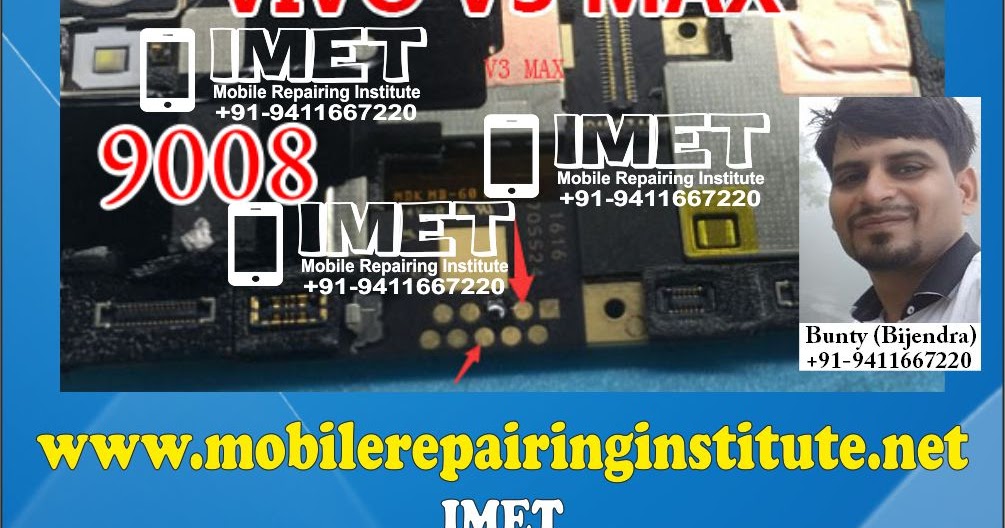 VIVO V3 MAX
IMET
Mobile Repairing Institute
+91-9411667220
V3 MAX
9008
IMET
Mobile Repairing Institute
+91-9411667220
IMET
Mobile Repairing Institute
+91-9411667220
1616
Bunty (Bijendra)
+91-9411667220
www.mobilerepairinginstitute.net
IMET